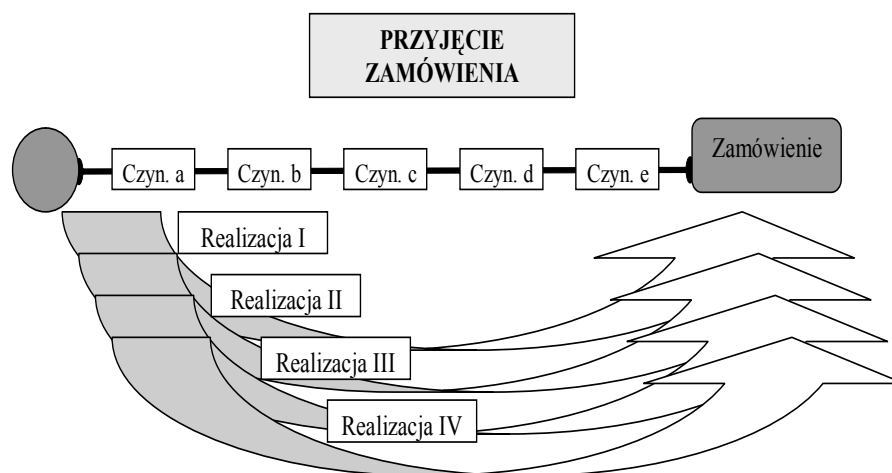 PRZYJĘCIE
ZAMÓWIENIA
Czyn. a
Czyn. b
Czyn. c
Czyn. d
Czyn. e
Zamówienie
Realizacja I
Realizacja II
Realizacja III
Realizacja IV